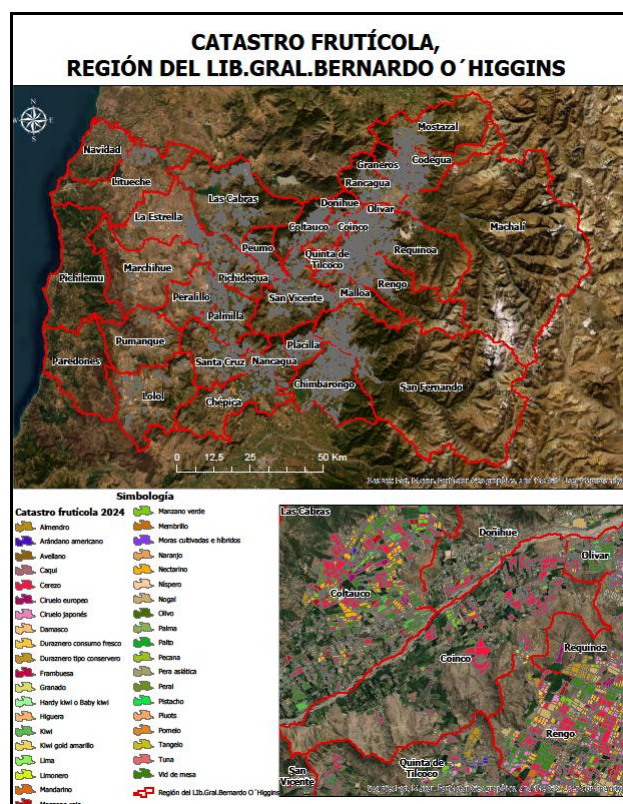 CATASTRO FRUTÍCOLA,
REGIÓN DEL LIB.GRAL.BERNARDO O´HIGGINS
N
W
E
S
Mostazal
Navidad
Graneros
Codegua
Litueche
Rancagua
Las Cabras
Doñihue
Olivar
La Estrella
Coltauco
Coinco
Machalí
Peumo
Requinoa
Quinta de
Tilcoco
Pichilemu
Marchihue
Pichidegua
Rengo
Peralillo
San Vicente
Malloa
Palmilla
Pumanque
Placilla
Paredones
Santa Cruz
Nancagua
Chimbarongo
San Fernando
Lolol
Chépica
0 12.5 25 50 Km
Simbología
Catastro frutícola 2024
Almendro
Arándano americano
Avellano
Caqui
Cerezo
Ciruelo europeo
Ciruelo japonés
Damasco
Duraznero consumo fresco
Duraznero tipo conservero
Frambuesa
Granado
Hardy kiwi o Baby kiwi
Higuera
Kiwi
Kiwi gold amarillo
Lima
Limonero
Mandarino
Manzano rojo
Manzano verde
Membrillo
Moras cultivadas e híbridos
Naranjo
Nectarino
Níspero
Nogal
Olivo
Palma
Palto
Pecana
Pera asiática
Peral
Pistacho
Pluots
Pomelo
Tangelo
Tuna
Vid de mesa
Región del Lib.Gral.Bernardo O´Higgins
Las Cabras
Doñihue
Olivar
Coltauco
Requinoa
Coinco
Rengo
San
Vicente
Quinta de
Tilcoco